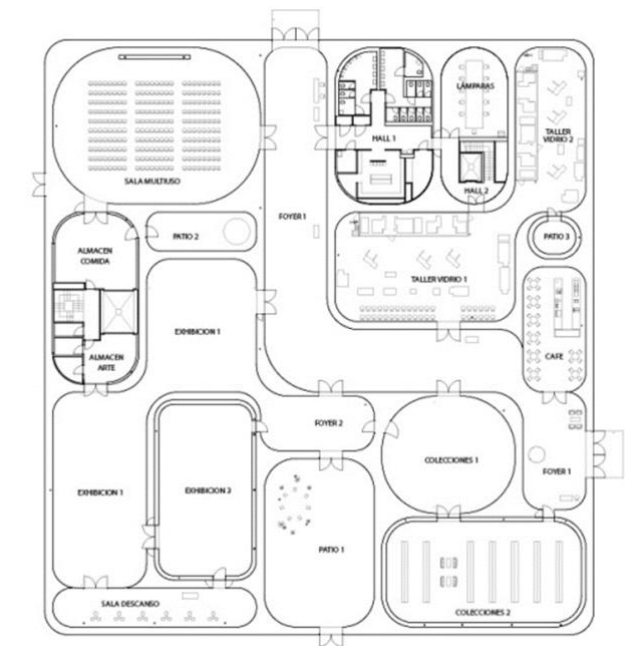 LAMPARAS
TALLER
VIDRIO 2
HALL 1
SALA MULTIUSO
HALL 2
FOYER 1
PATIO 2
PATIO 3
ALMACEN
COMIDA
TALLER VIDRIO 1
EXHIBICION 1
ALMACEN
ARTE
CAFE
FOYER 2
COLECCIONES 1
FOYER 1
EXHIBICION 1
EXHIBICION 2
PATIO 1
SALA DESCANSO
COLECCIONES 2